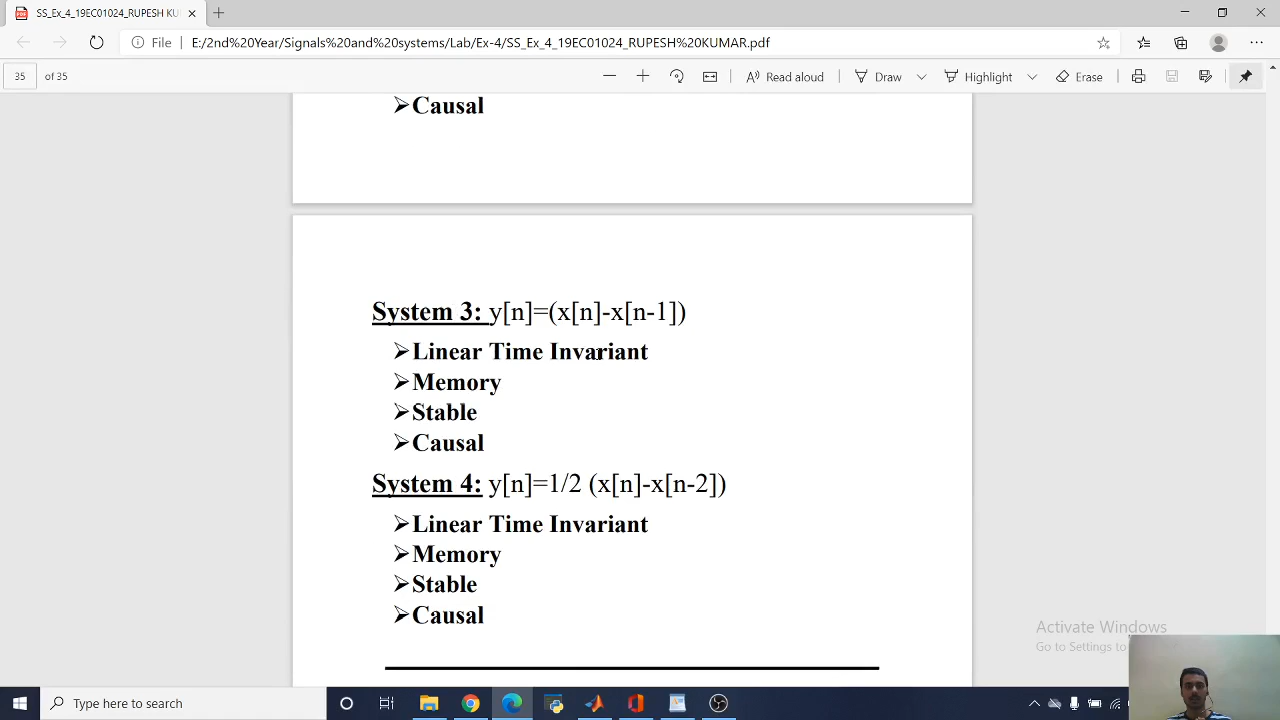 SS_Ex_4_19EC01024_RUPESH KU
File
E:/2nd%20Year/Signals%20and%20systems/Lab/Ex-4/SS_Ex_4_19EC01024_RUPESH%20KUMAR.pdf
35 of 35
Read aloud
Draw
Highlight
Erase
➢Causal
System 3: y[n]=(x[n]-x[n-1])
➢Linear Time Invariant
➢Memory
➢Stable
➢Causal
System 4: y[n]=1/2 (x[n]-x[n-2])
➢Linear Time Invariant
➢Memory
➢Stable
➢Causal
Activate Windows
Go to Settings to
Type here to search